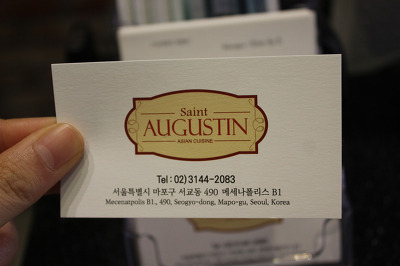 Saint
AUGUSTIN
ASIAN CUISINE
Tel : 02) 3144-2083
서울특별시 마포구 서교동 490 메세나폴리스 B1
Mecenatpolis B1., 490, Seogyo-dong, Mapo-gu, Seoul, Korea